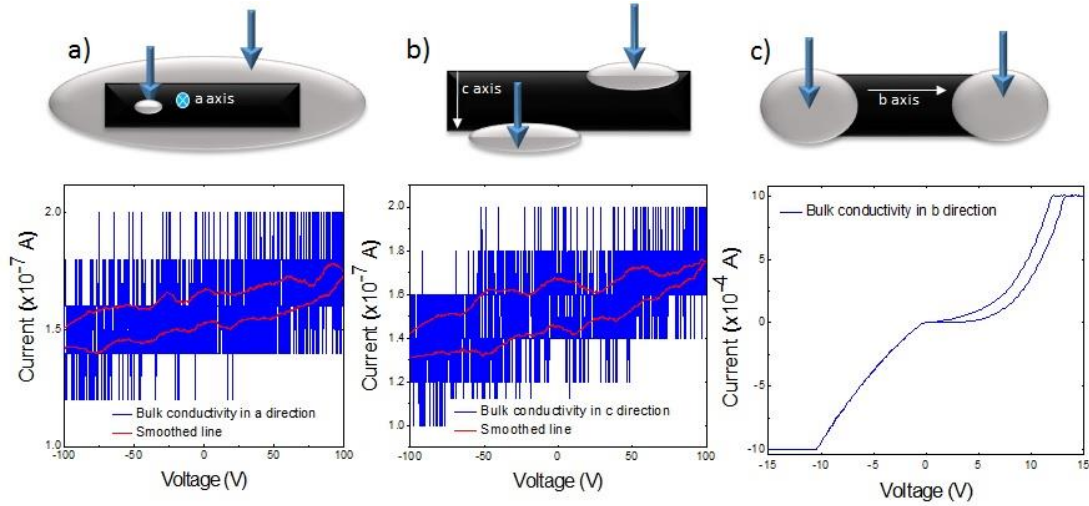 a)
a axis
b)
c axis
c)
b axis
2.0
1.5
1.0
-100
-50
0
50
100
Current (x10⁻⁷ A)
Voltage (V)
Bulk conductivity in a direction
Smoothed line
2.0
1.8
1.6
1.4
1.2
1.0
-100
-50
0
50
100
Current (x10⁻⁷ A)
Voltage (V)
Bulk conductivity in c direction
Smoothed line
10
5
0
-5
-10
-15
-10
-5
0
5
10
15
Current (x10⁻⁴ A)
Voltage (V)
Bulk conductivity in b direction